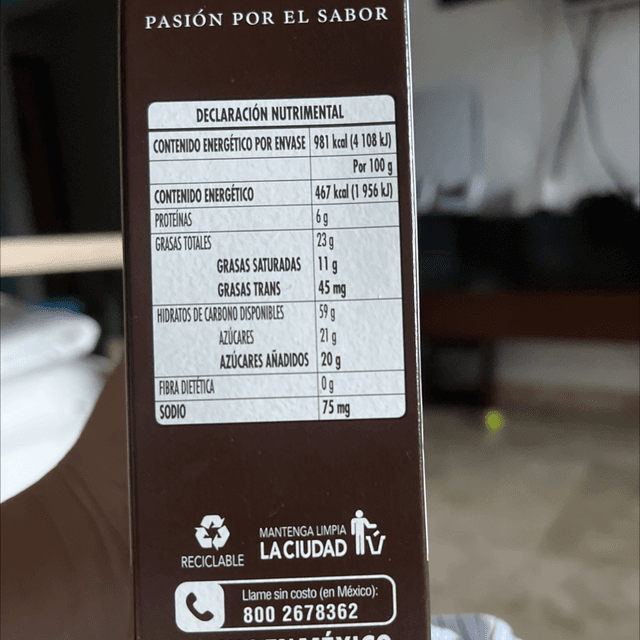 PASIÓN POR EL SABOR
DECLARACIÓN NUTRIMENTAL
CONTENIDO ENERGÉTICO POR ENVASE 981 kcal (4 108 kJ)
Por 100 g
CONTENIDO ENERGÉTICO 467 kcal (1 956 kJ)
PROTEÍNAS 6 g
GRASAS TOTALES 23 g
GRASAS SATURADAS 11 g
GRASAS TRANS 45 mg
HIDRATOS DE CARBONO DISPONIBLES 59 g
AZÚCARES 21 g
AZÚCARES AÑADIDOS 20 g
FIBRA DIETÉTICA 0 g
SODIO 75 mg
RECICLABLE
MANTENGA LIMPIA
LA CIUDAD
Llame sin costo (en México):
800 2678362